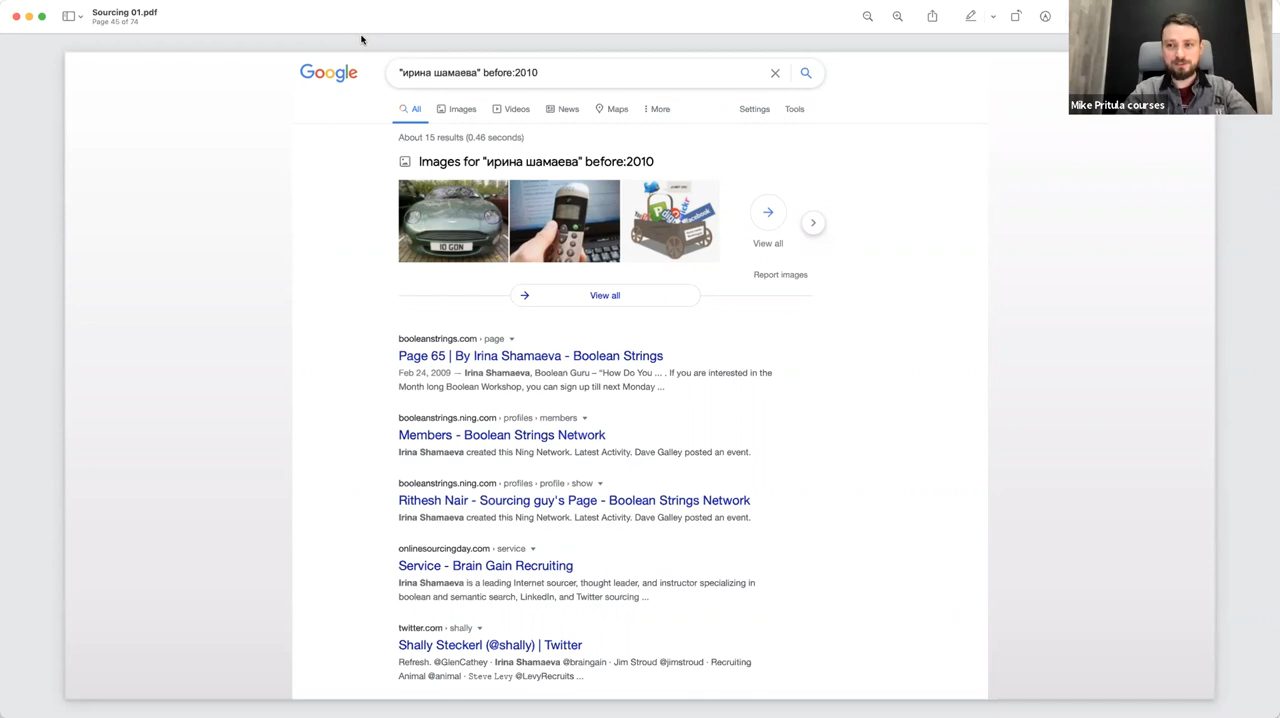 Sourcing 01.pdf
Page 45 of 74
Mike Pritula courses
Google
"ирина шамаева" before:2010
All
Images
Videos
News
Maps
More
Settings
Tools
About 15 results (0.46 seconds)
Images for "ирина шамаева" before:2010
View all
Report images
View all
booleanstrings.com › page
Page 65 | By Irina Shamaeva - Boolean Strings
Feb 24, 2009 — Irina Shamaeva, Boolean Guru – "How Do You ... . If you are interested in the
Month long Boolean Workshop, you can sign up till next Monday ...
booleanstrings.ning.com › profiles › members
Members - Boolean Strings Network
Irina Shamaeva created this Ning Network. Latest Activity. Dave Galley posted an event.
booleanstrings.ning.com › profiles › profile › show
Rithesh Nair - Sourcing guy's Page - Boolean Strings Network
Irina Shamaeva created this Ning Network. Latest Activity. Dave Galley posted an event.
onlinesourcingday.com › service
Service - Brain Gain Recruiting
Irina Shamaeva is a leading Internet sourcer, thought leader, and instructor specializing in
boolean and semantic search, LinkedIn, and Twitter sourcing ...
twitter.com › shally
Shally Steckerl (@shally) | Twitter
Refresh. @GlenCathey · Irina Shamaeva @braingain · Jim Stroud @jimstroud · Recruiting
Animal @animal · Steve Levy @LevyRecruits ...